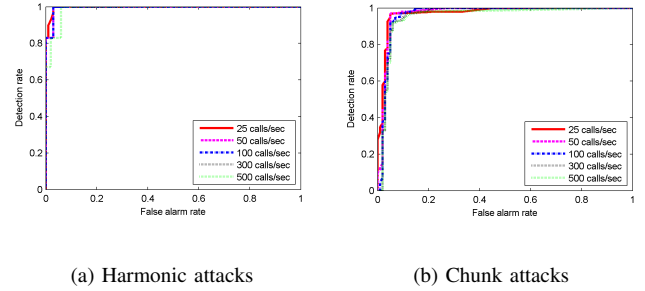 1
0.8
0.6
0.4
0.2
0
Detection rate
0 0.2 0.4 0.6 0.8 1
False alarm rate
25 calls/sec
50 calls/sec
100 calls/sec
300 calls/sec
500 calls/sec
(a) Harmonic attacks
1
0.8
0.6
0.4
0.2
0
Detection rate
0 0.2 0.4 0.6 0.8 1
False alarm rate
25 calls/sec
50 calls/sec
100 calls/sec
300 calls/sec
500 calls/sec
(b) Chunk attacks